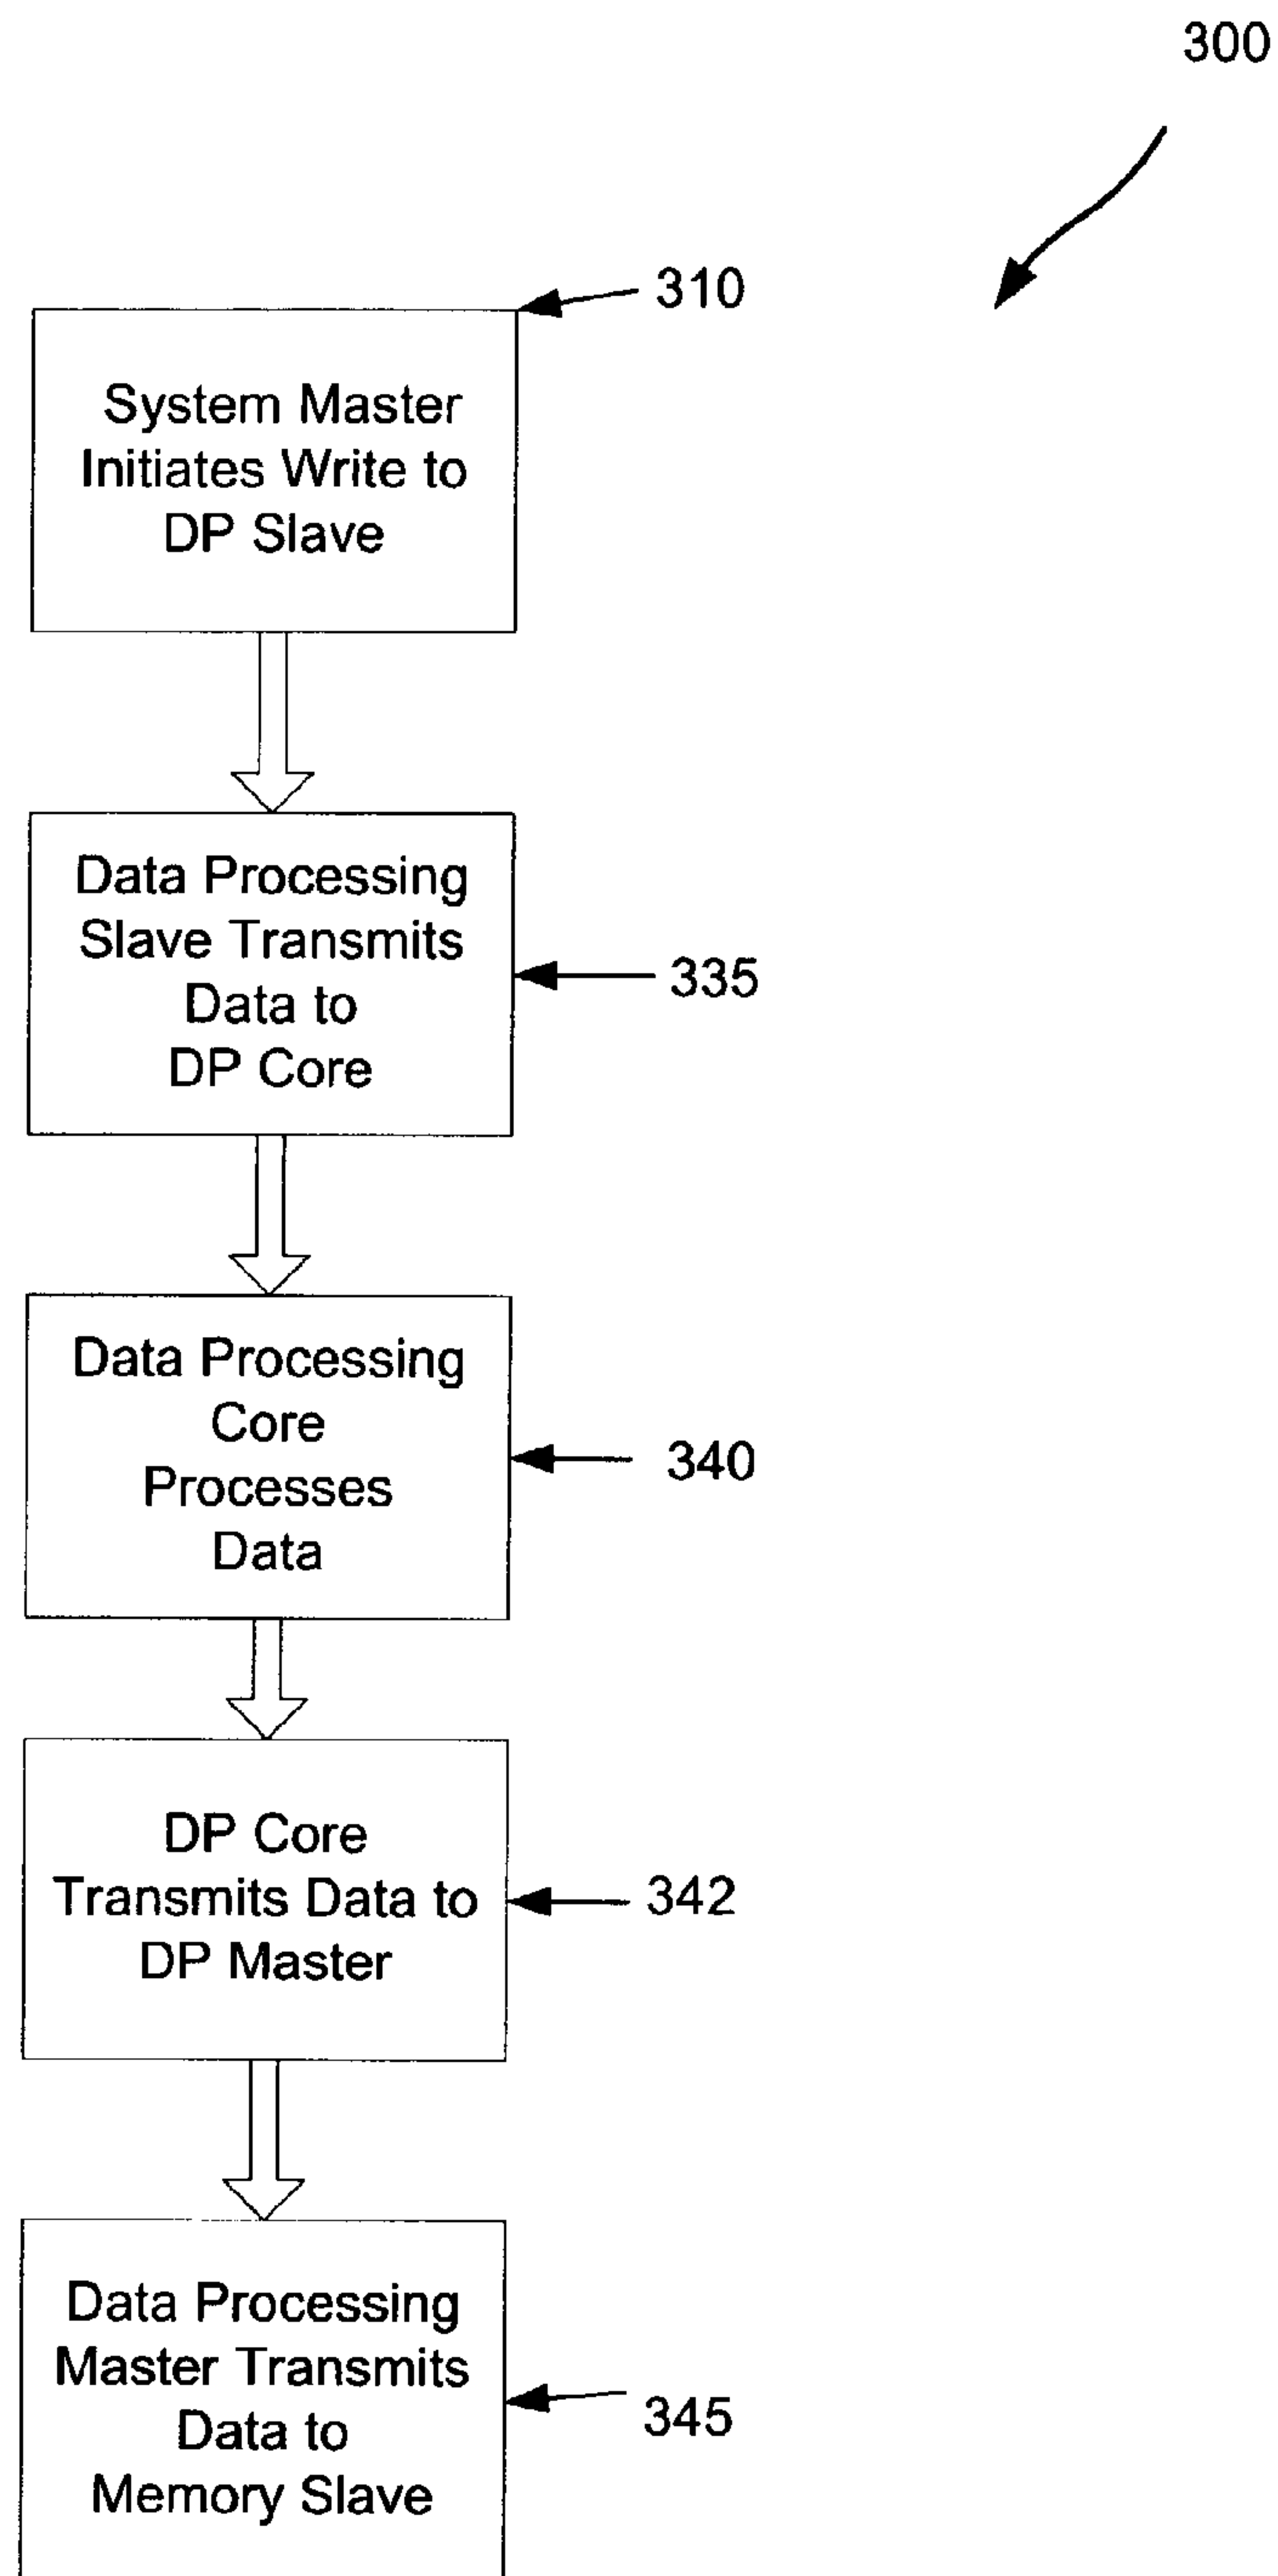 300
310
System Master
Initiates Write to
DP Slave
Data Processing
Slave Transmits
Data to
DP Core
335
Data Processing
Core
Processes
Data
340
DP Core
Transmits Data to
DP Master
342
Data Processing
Master Transmits
Data to
Memory Slave
345